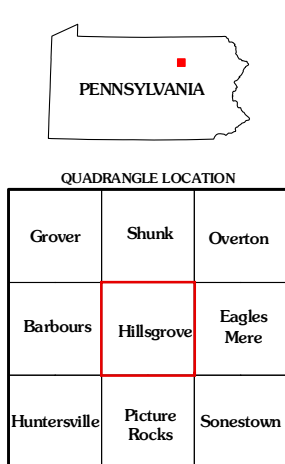 PENNSYLVANIA
QUADRANGLE LOCATION
Grover
Shunk
Overton
Barbours
Hillsgrove
Eagles
Mere
Huntersville
Picture
Rocks
Sonestown